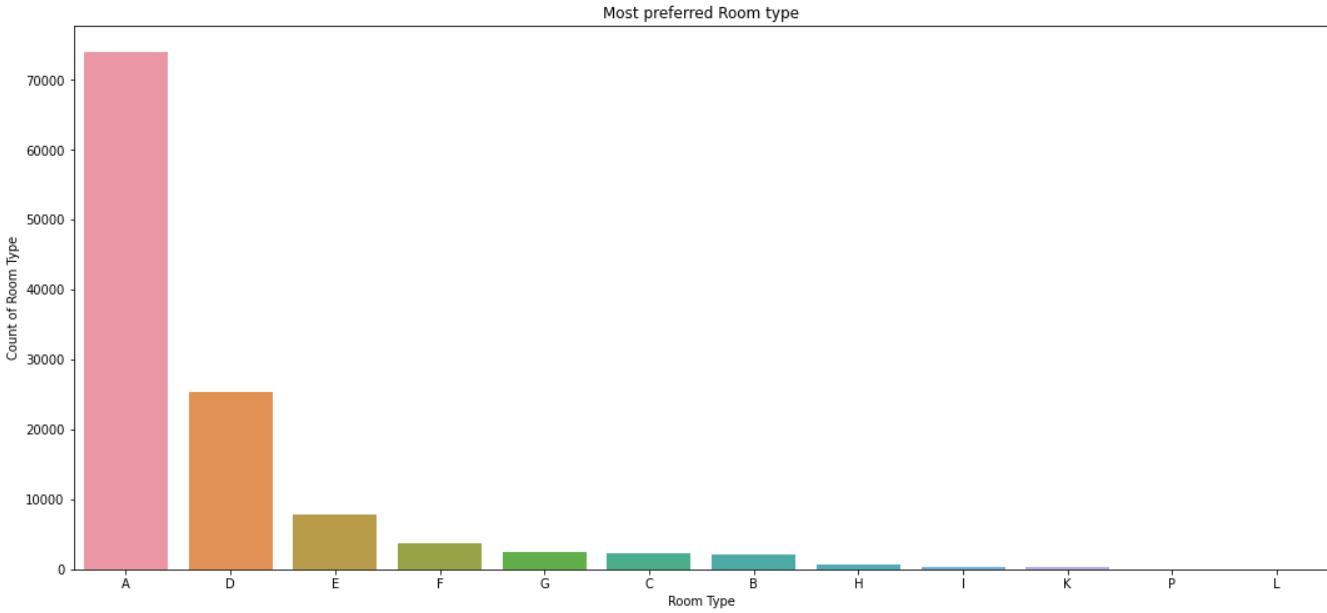 Most preferred Room type
Count of Room Type
70000
60000
50000
40000
30000
20000
10000
0
A D E F G C B H I K P L
Room Type